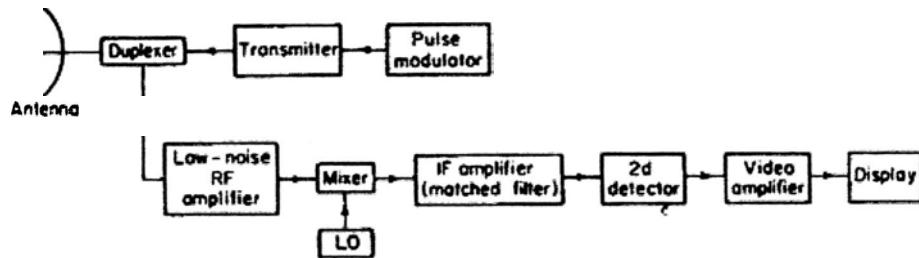 Duplexer
Transmitter
Pulse
modulator
Antenna
Low-noise
RF
amplifier
Mixer
IF amplifier
(matched filter)
2d
detector
Video
amplifier
Display
LO